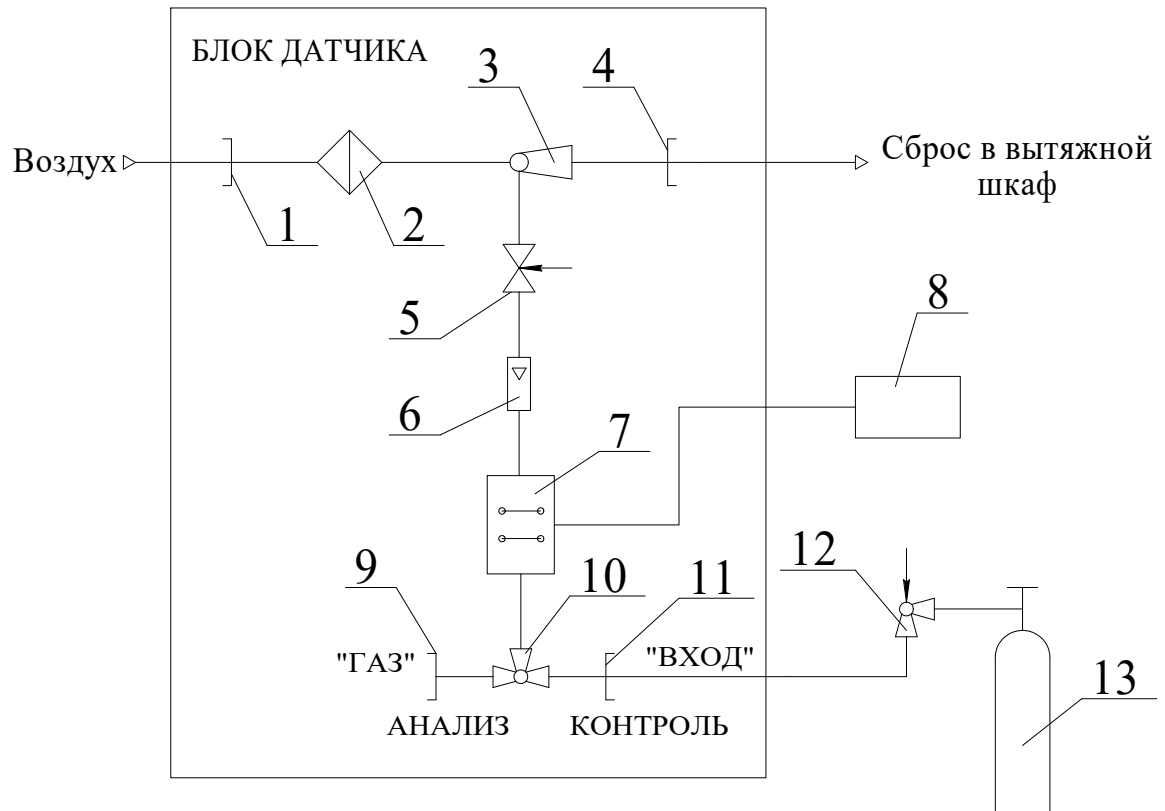 БЛОК ДАТЧИКА
3
4
Воздух
Сброс в вытяжной
шкаф
1
2
5
8
6
7
9
10
11
12
"ГАЗ"
"ВХОД"
13
АНАЛИЗ
КОНТРОЛЬ